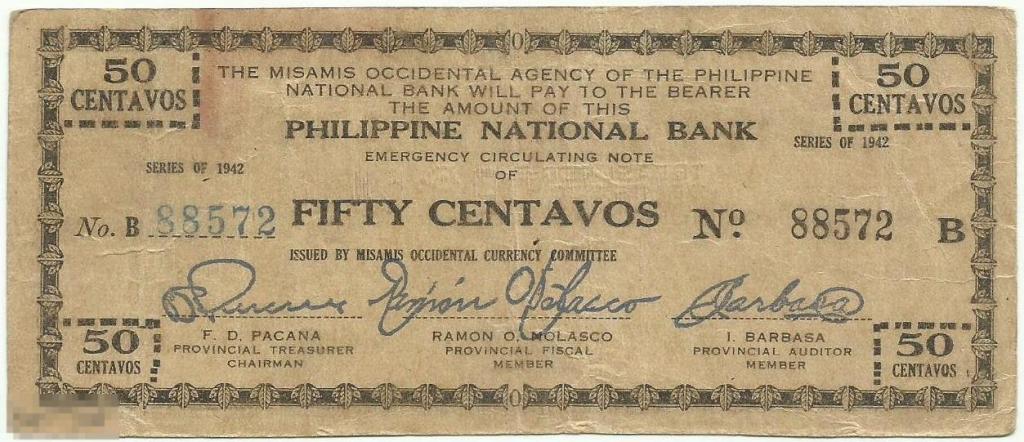 50
CENTAVOS
THE MISAMIS OCCIDENTAL AGENCY OF THE PHILIPPINE
NATIONAL BANK WILL PAY TO THE BEARER
THE AMOUNT OF THIS
PHILIPPINE NATIONAL BANK
EMERGENCY CIRCULATING NOTE
OF
50
CENTAVOS
SERIES OF 1942
SERIES OF 1942
No. B 88572 FIFTY CENTAVOS Nº 88572 B
ISSUED BY MISAMIS OCCIDENTAL CURRENCY COMMITTEE
Ramón O. Nolasco
Barbasa
F. D. PACANA
PROVINCIAL TREASURER
CHAIRMAN
RAMON O. NOLASCO
PROVINCIAL FISCAL
MEMBER
I. BARBASA
PROVINCIAL AUDITOR
MEMBER
50
CENTAVOS
50
CENTAVOS